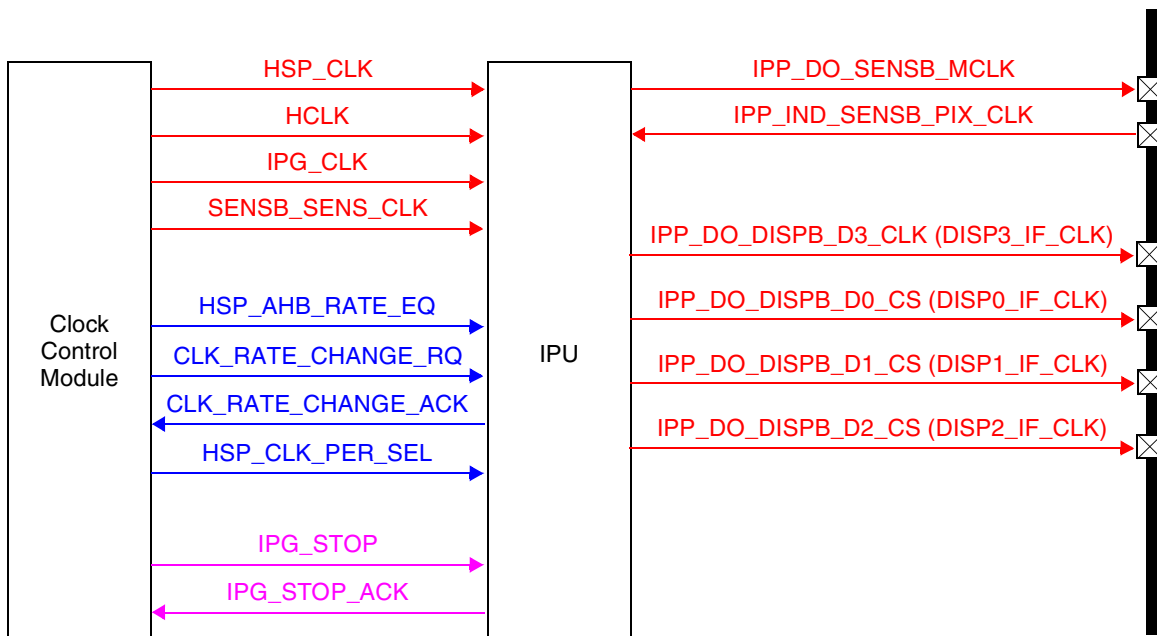 HSP_CLK
HCLK
IPG_CLK
SENSB_SENS_CLK
HSP_AHB_RATE_EQ
CLK_RATE_CHANGE_RQ
CLK_RATE_CHANGE_ACK
HSP_CLK_PER_SEL
IPG_STOP
IPG_STOP_ACK
Clock
Control
Module
IPU
IPP_DO_SENSB_MCLK
IPP_IND_SENSB_PIX_CLK
IPP_DO_DISPB_D3_CLK (DISP3_IF_CLK)
IPP_DO_DISPB_D0_CS (DISP0_IF_CLK)
IPP_DO_DISPB_D1_CS (DISP1_IF_CLK)
IPP_DO_DISPB_D2_CS (DISP2_IF_CLK)